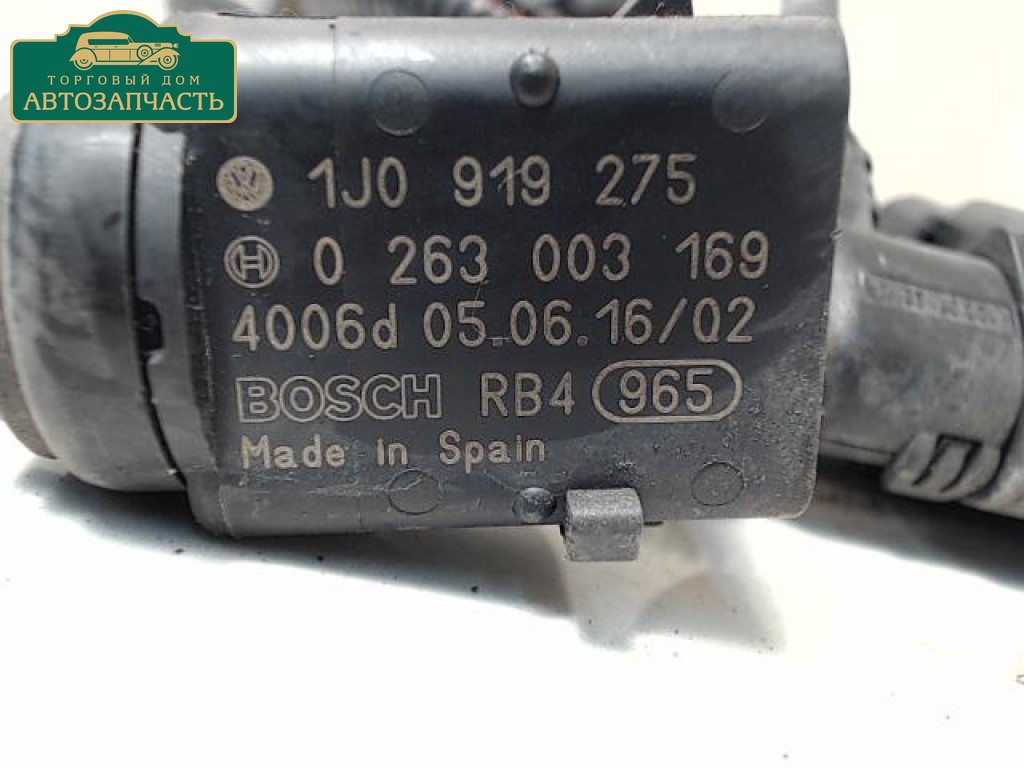 ТОРГОВЫЙ ДОМ
АВТОЗАПЧАСТЬ
1J0 919 275
0 263 003 169
4006d 05.06.16/02
BOSCH RB4 965
Made in Spain